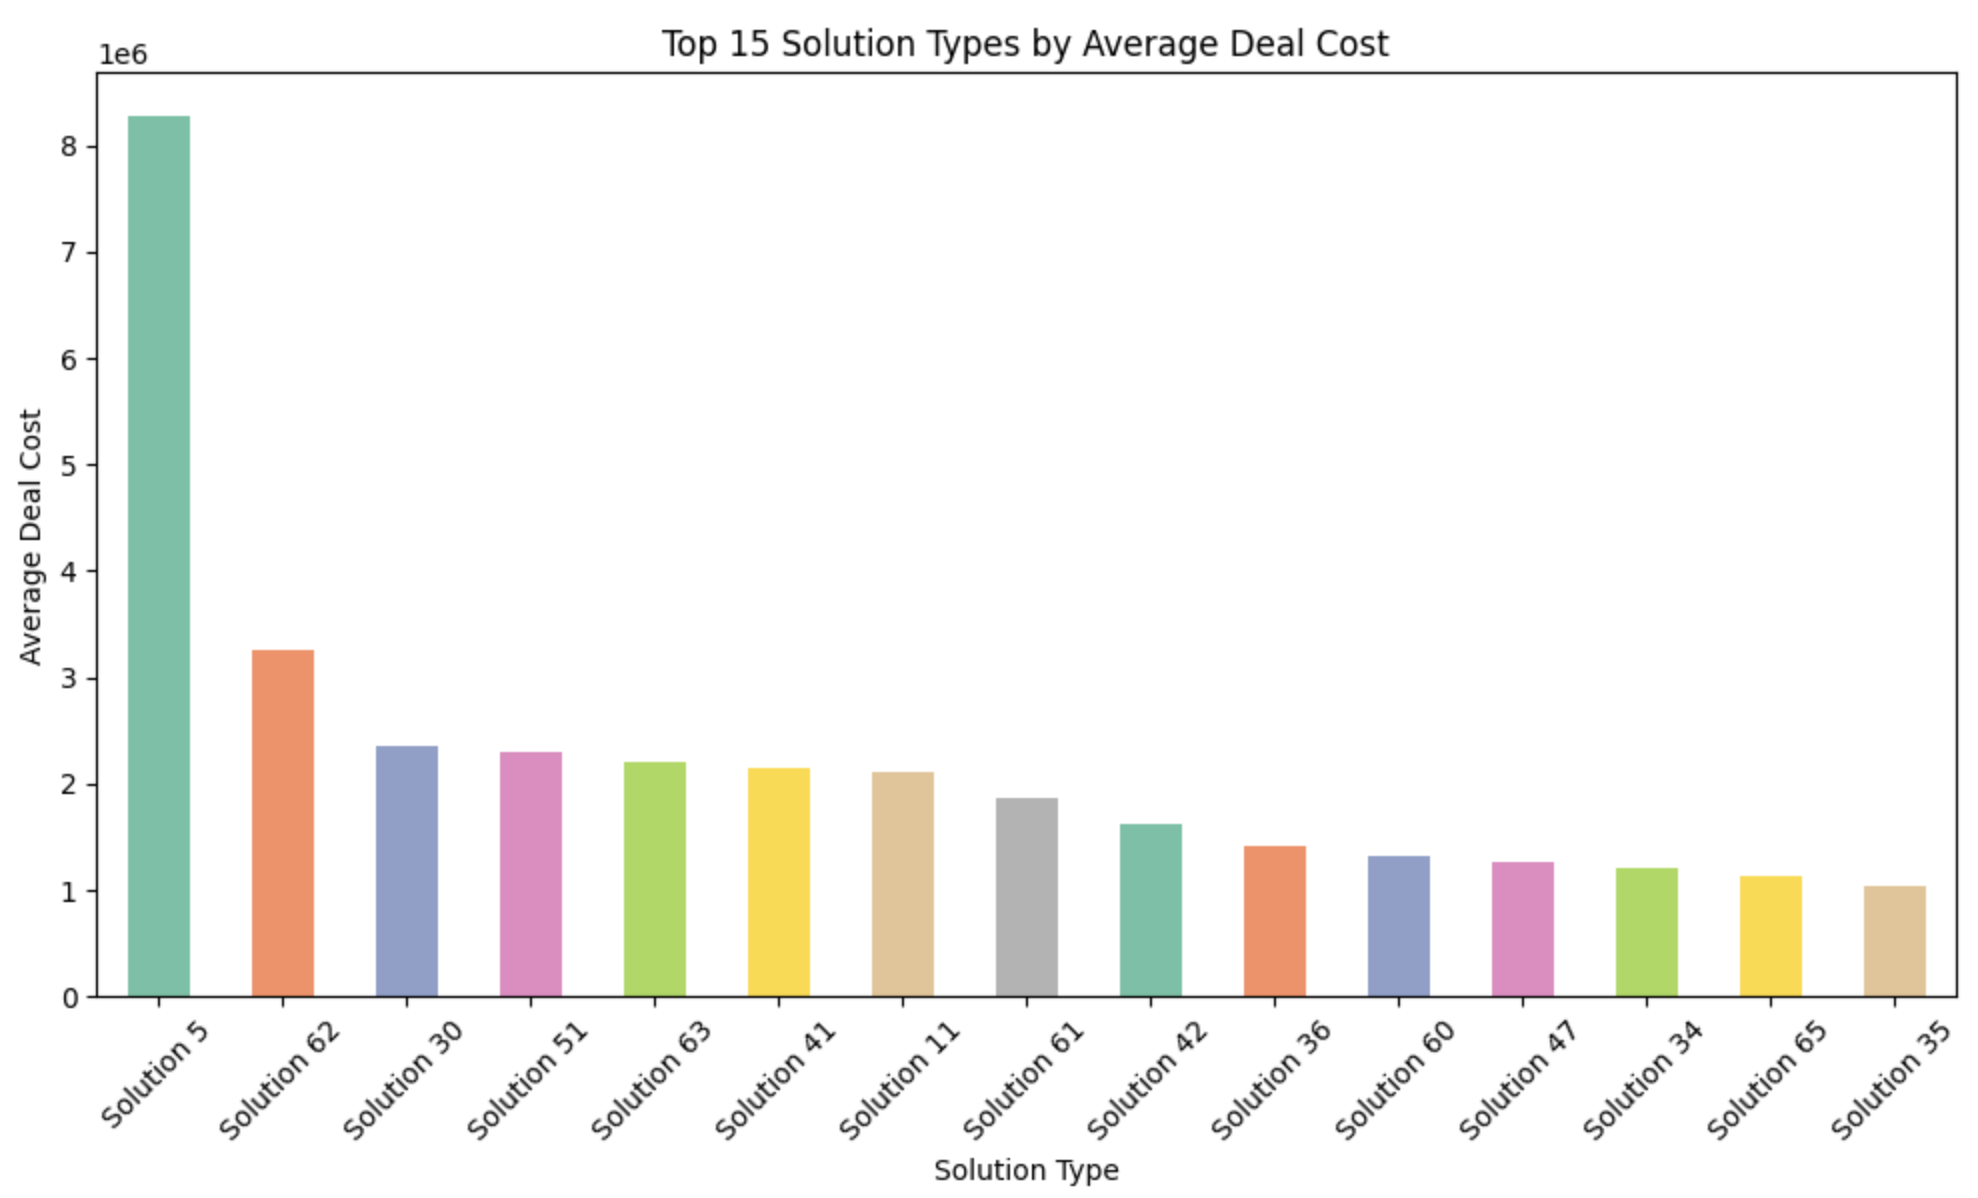 Top 15 Solution Types by Average Deal Cost
1e6
8
7
6
5
4
3
2
1
0
Average Deal Cost
Solution 5
Solution 62
Solution 30
Solution 51
Solution 63
Solution 41
Solution 11
Solution 61
Solution 42
Solution 36
Solution 60
Solution 47
Solution 34
Solution 65
Solution 35
Solution Type